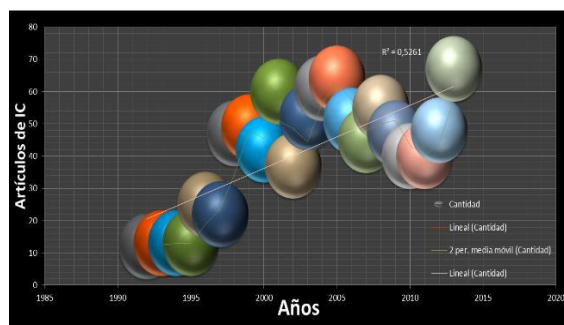 80
70
60
50
40
30
20
10
0
Artículos de IC
R² = 0,5261
Cantidad
Lineal (Cantidad)
2 per. media móvil (Cantidad)
Lineal (Cantidad)
1985 1990 1995 2000 2005 2010 2015 2020
Años